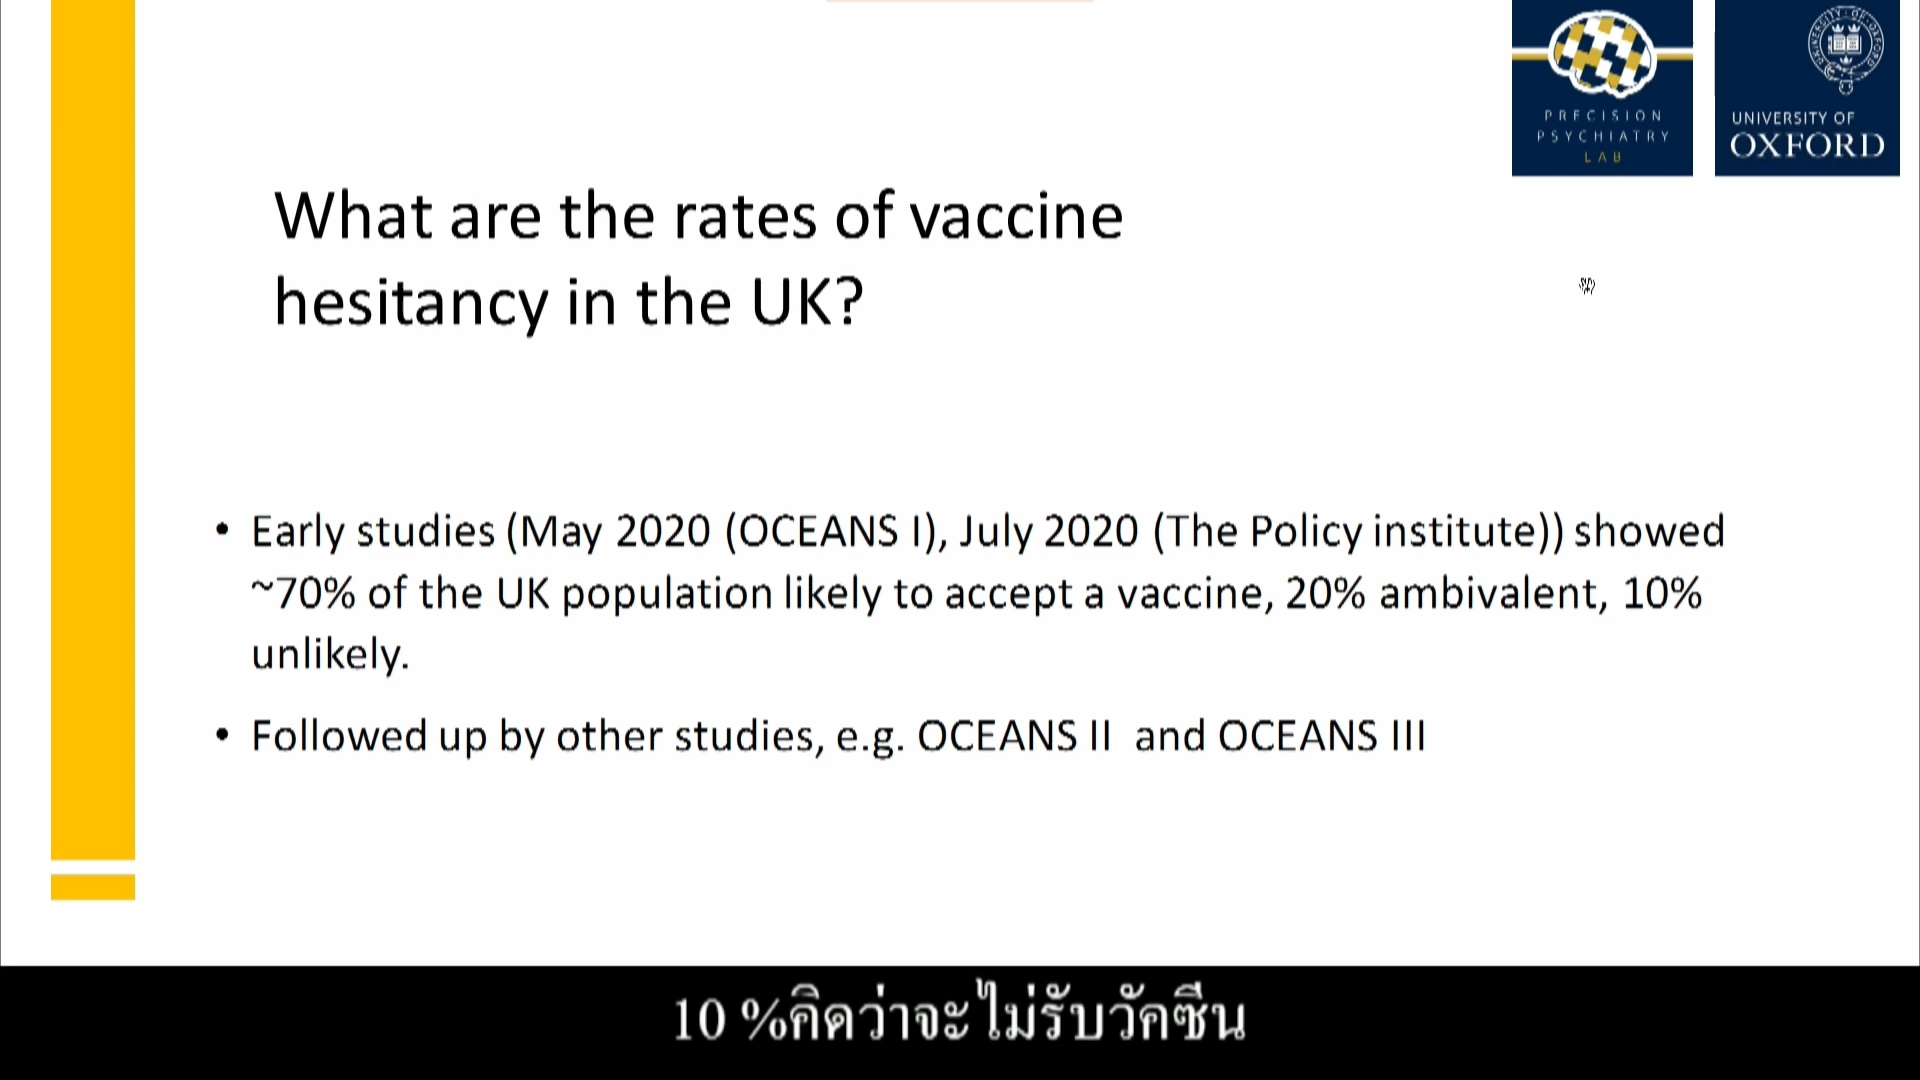 PRECISION
PSYCHIATRY
LAB
UNIVERSITY OF
OXFORD
What are the rates of vaccine
hesitancy in the UK?
• Early studies (May 2020 (OCEANS I), July 2020 (The Policy institute)) showed
~70% of the UK population likely to accept a vaccine, 20% ambivalent, 10%
unlikely.
• Followed up by other studies, e.g. OCEANS II and OCEANS III
10 %คิดว่าจะไม่รับวัคซีน